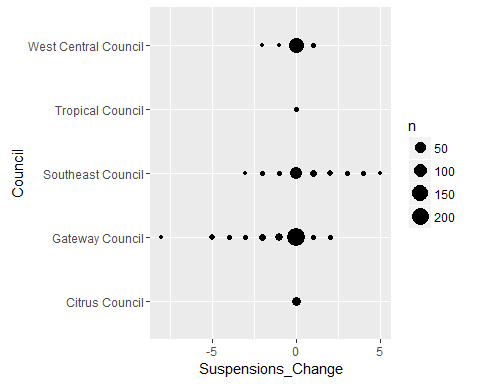 West Central Council
Tropical Council
Southeast Council
Gateway Council
Citrus Council
Council
-5 0 5
Suspensions_Change
n
50
100
150
200